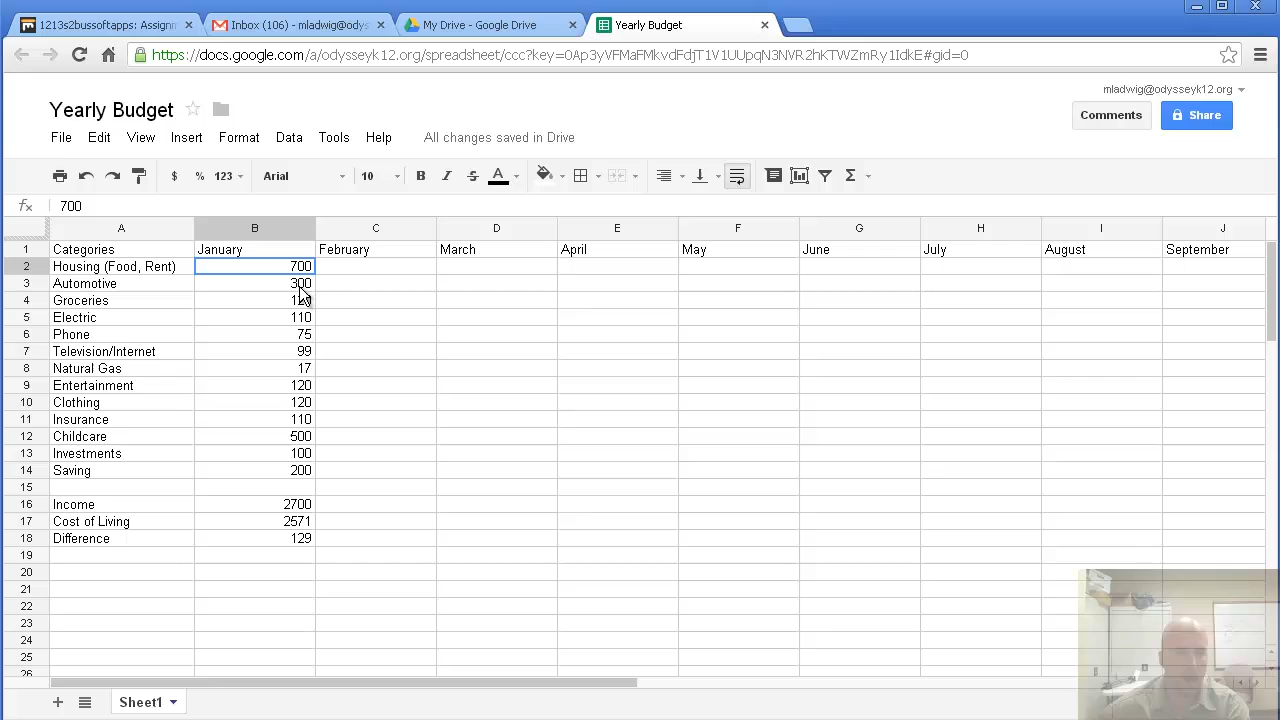 1213s2bussoftapps: Assignm
Inbox (106) - mladwig@odys
My Drive - Google Drive
Yearly Budget
https://docs.google.com/a/odysseyk12.org/spreadsheet/ccc?key=0Ap3yVFMaFMkvdFdjT1V1UUpqN3NVR2hKTWZmRy1IdkE#gid=0
mladwig@odysseyk12.org
Yearly Budget
Comments
Share
File Edit View Insert Format Data Tools Help All changes saved in Drive
$ % 123 Arial 10 B I S A Σ
fx 700
A B C D E F G H I J
1 Categories January February March April May June July August September
2 Housing (Food, Rent) 700
3 Automotive 300
4 Groceries
5 Electric 110
6 Phone 75
7 Television/Internet 99
8 Natural Gas 17
9 Entertainment 120
10 Clothing 120
11 Insurance 110
12 Childcare 500
13 Investments 100
14 Saving 200
15
16 Income 2700
17 Cost of Living 2571
18 Difference 129
19
20
21
22
23
24
25
26
Sheet1